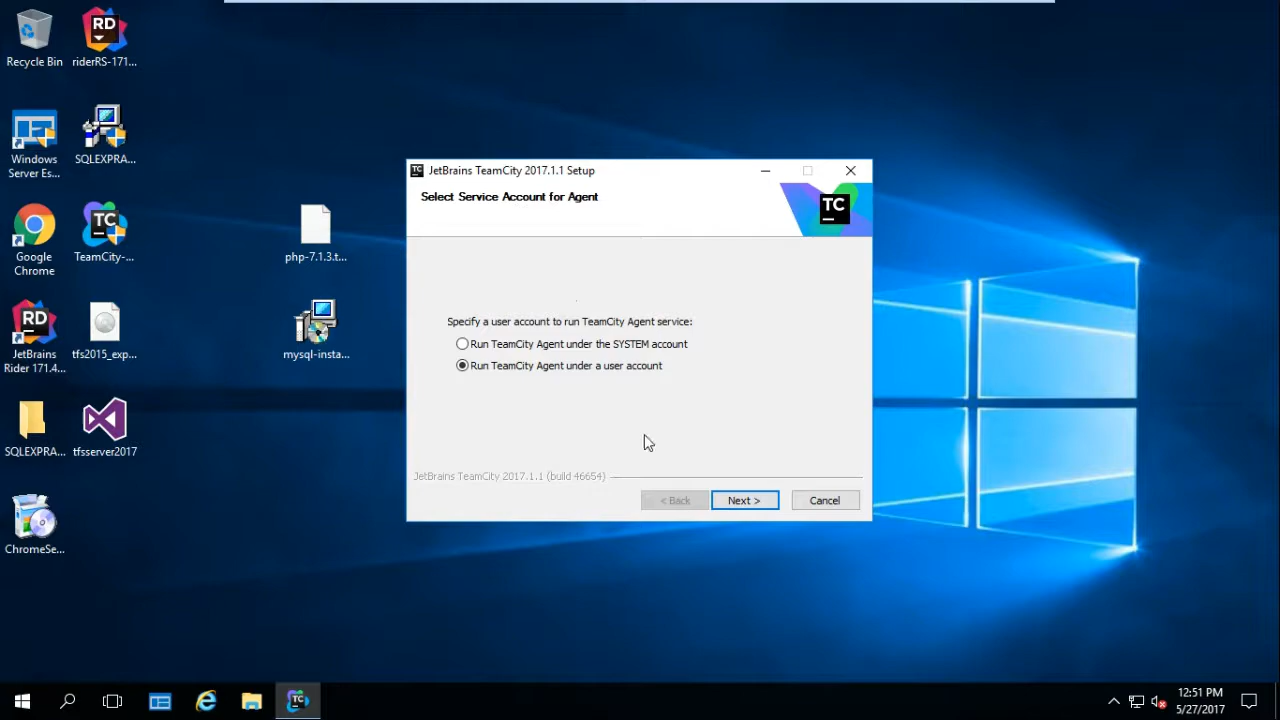 Recycle Bin
riderRS-171...
Windows
Server Es...
SQLEXPRA...
Google
Chrome
TeamCity-...
php-7.1.3.t...
JetBrains
Rider 171.4...
tfs2015_exp...
mysql-insta...
SQLEXPRA...
tfsserver2017
ChromeSe...
JetBrains TeamCity 2017.1.1 Setup
Select Service Account for Agent
TC
Specify a user account to run TeamCity Agent service:
Run TeamCity Agent under the SYSTEM account
Run TeamCity Agent under a user account
JetBrains TeamCity 2017.1.1 (build 46654)
< Back
Next >
Cancel
12:51 PM
5/27/2017